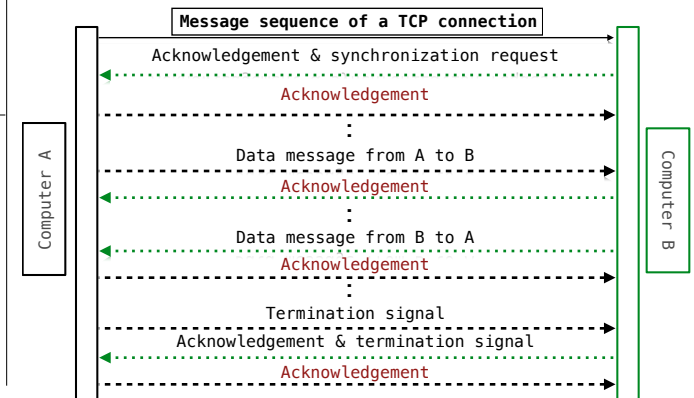 Message sequence of a TCP connection
Acknowledgement & synchronization request
Acknowledgement
:
Computer A
Data message from A to B
Computer B
Acknowledgement
:
Data message from B to A
Acknowledgement
:
Termination signal
Acknowledgement & termination signal
Acknowledgement